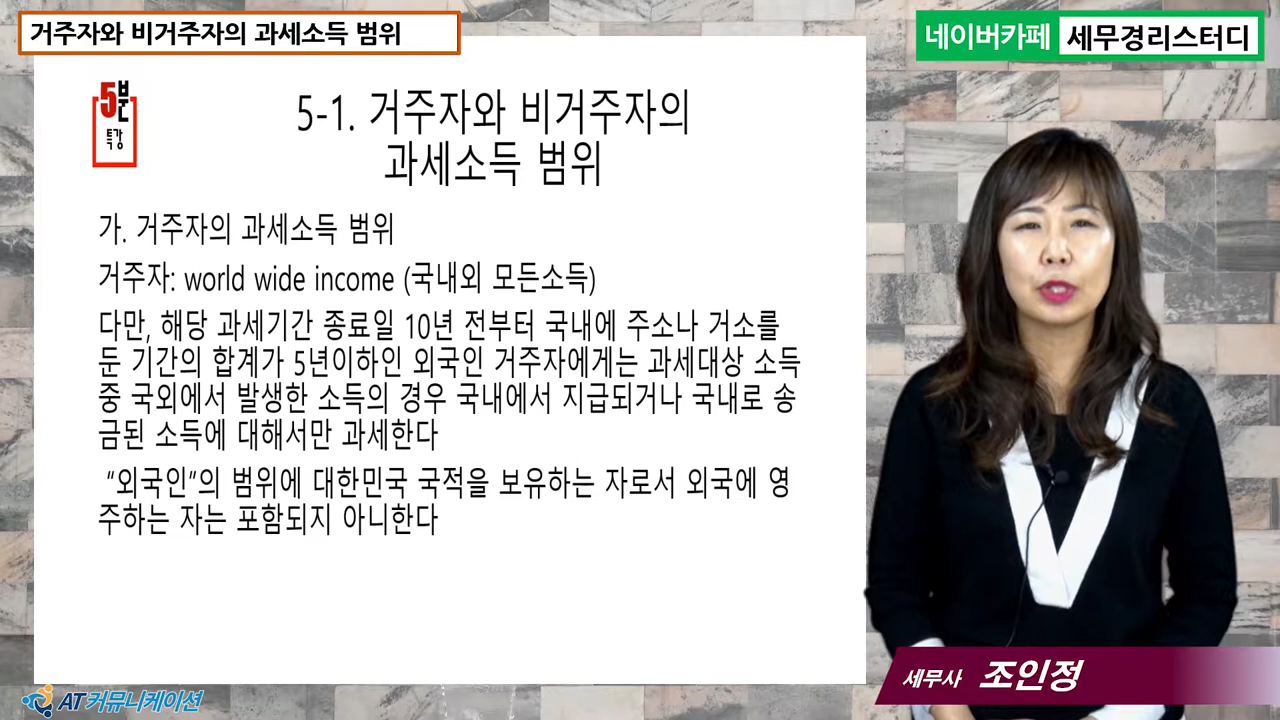 거주자와 비거주자의 과세소득 범위
네이버카페 세무경리스터디
5분
특강
5-1. 거주자와 비거주자의
과세소득 범위
가. 거주자의 과세소득 범위
거주자: world wide income (국내외 모든소득)
다만, 해당 과세기간 종료일 10년 전부터 국내에 주소나 거소를
둔 기간의 합계가 5년이하인 외국인 거주자에게는 과세대상 소득
중 국외에서 발생한 소득의 경우 국내에서 지급되거나 국내로 송
금된 소득에 대해서만 과세한다
“외국인”의 범위에 대한민국 국적을 보유하는 자로서 외국에 영
주하는 자는 포함되지 아니한다
세무사 조인정
AT커뮤니케이션